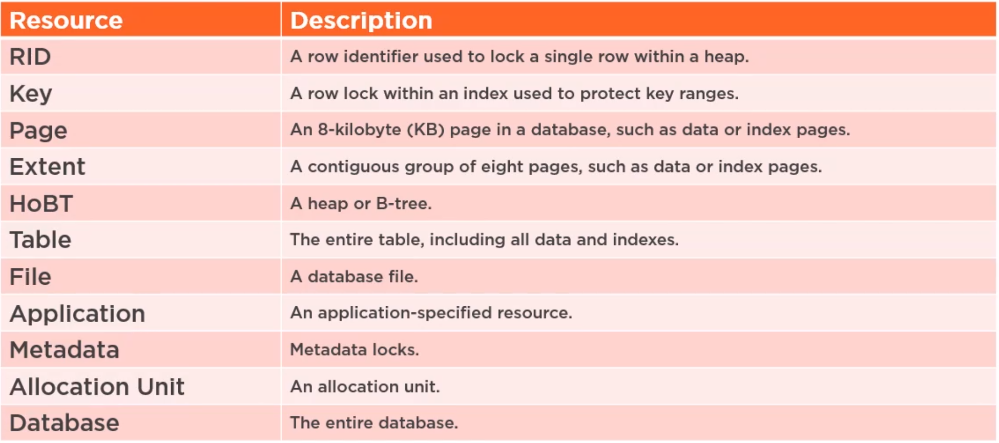 Resource Description
RID A row identifier used to lock a single row within a heap.
Key A row lock within an index used to protect key ranges.
Page An 8-kilobyte (KB) page in a database, such as data or index pages.
Extent A contiguous group of eight pages, such as data or index pages.
HoBT A heap or B-tree.
Table The entire table, including all data and indexes.
File A database file.
Application An application-specified resource.
Metadata Metadata locks.
Allocation Unit An allocation unit.
Database The entire database.